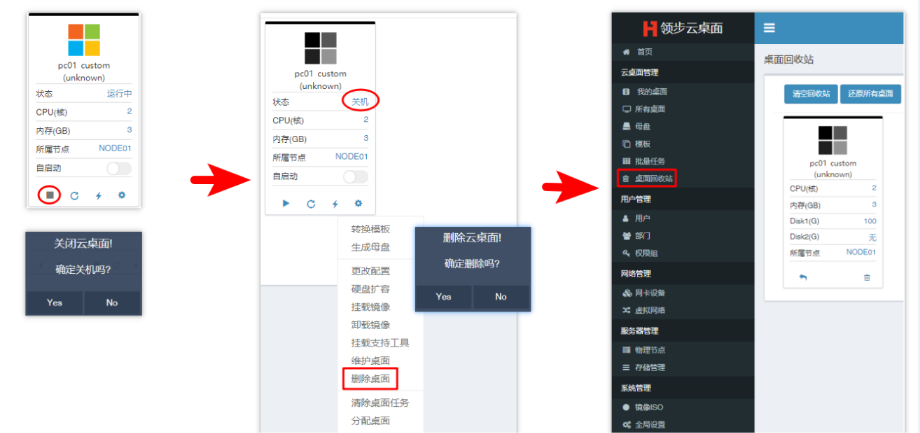 pc01 custom
(unknown)
状态 运行中
CPU(核) 2
内存(GB) 3
所属节点 NODE01
自启动
关闭云桌面!
确定关机吗?
Yes No
pc01 custom
(unknown)
状态 关机
CPU(核) 2
内存(GB) 3
所属节点 NODE01
自启动
转换模板
生成母盘
更改配置
硬盘扩容
挂载镜像
卸载镜像
挂载支持工具
维护桌面
删除桌面
清除桌面任务
分配桌面
删除云桌面!
确定删除吗?
Yes No
领步云桌面
首页
云桌面管理
我的桌面
所有桌面
母盘
模板
批量任务
桌面回收站
用户管理
用户
部门
权限组
网络管理
网卡设备
虚拟网络
服务器管理
物理节点
存储管理
系统管理
镜像ISO
全局设置
桌面回收站
清空回收站 还原所有桌面
pc01 custom
(unknown)
CPU(核) 2
内存(GB) 3
Disk1(G) 100
Disk2(G) 无
所属节点 NODE01